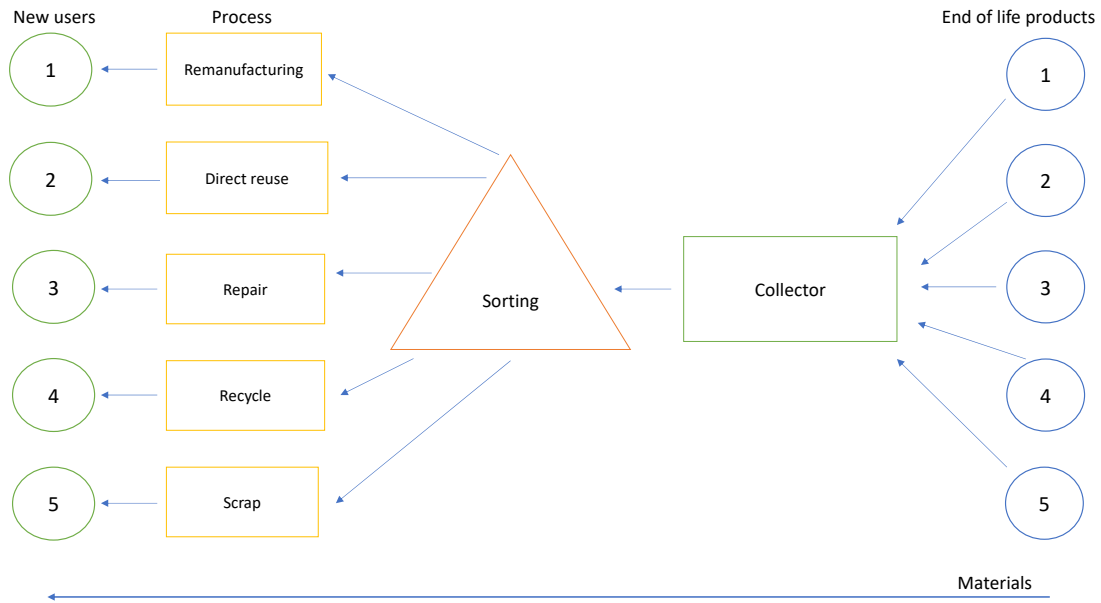 New users
Process
End of life products
1
Remanufacturing
1
2
Direct reuse
2
3
Repair
Sorting
Collector
3
4
Recycle
4
5
Scrap
5
Materials